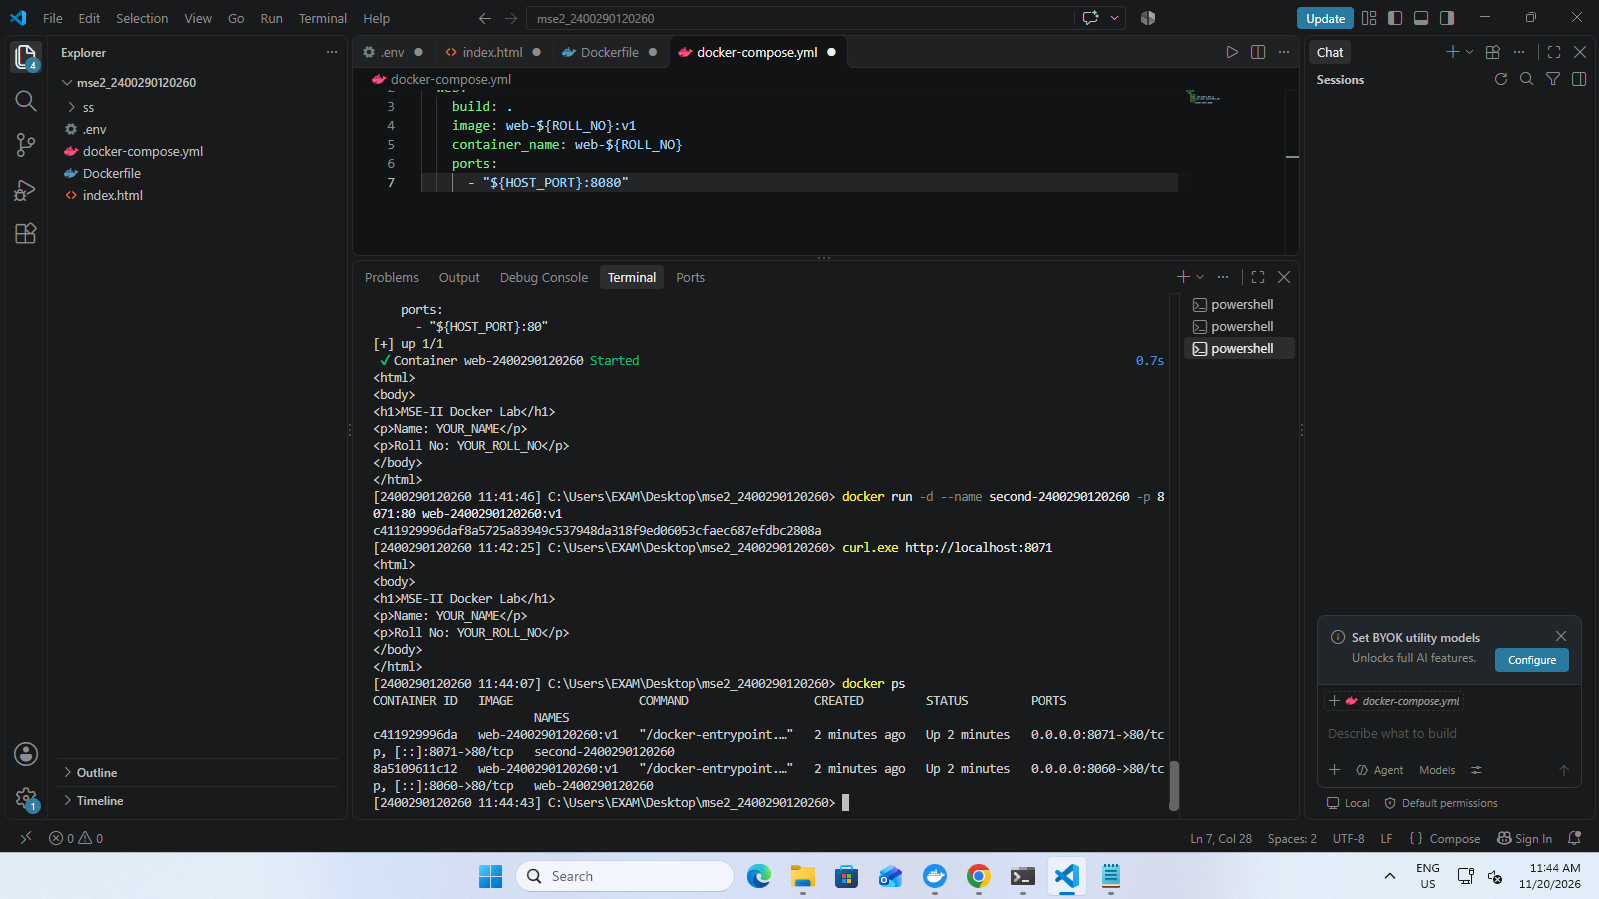 File Edit Selection View Go Run Terminal Help
mse2_2400290120260
Update
Explorer
mse2_2400290120260
ss
.env
docker-compose.yml
Dockerfile
index.html
Outline
Timeline
4
1
.env
index.html
Dockerfile
docker-compose.yml
docker-compose.yml
3 build: .
4 image: web-${ROLL_NO}:v1
5 container_name: web-${ROLL_NO}
6 ports:
7 - "${HOST_PORT}:8080"
Problems Output Debug Console Terminal Ports
ports:
- "${HOST_PORT}:80"
[+] up 1/1
✓Container web-2400290120260 Started 0.7s
<html>
<body>
<h1>MSE-II Docker Lab</h1>
<p>Name: YOUR_NAME</p>
<p>Roll No: YOUR_ROLL_NO</p>
</body>
</html>
[2400290120260 11:41:46] C:\Users\EXAM\Desktop\mse2_2400290120260> docker run -d --name second-2400290120260 -p 8
071:80 web-2400290120260:v1
c411929996daf8a5725a83949c537948da318f9ed06053cfaec687efdbc2808a
[2400290120260 11:42:25] C:\Users\EXAM\Desktop\mse2_2400290120260> curl.exe http://localhost:8071
<html>
<body>
<h1>MSE-II Docker Lab</h1>
<p>Name: YOUR_NAME</p>
<p>Roll No: YOUR_ROLL_NO</p>
</body>
</html>
[2400290120260 11:44:07] C:\Users\EXAM\Desktop\mse2_2400290120260> docker ps
CONTAINER ID IMAGE COMMAND CREATED STATUS PORTS
NAMES
c411929996da web-2400290120260:v1 "/docker-entrypoint.…" 2 minutes ago Up 2 minutes 0.0.0.0:8071->80/tc
p, [::]:8071->80/tcp second-2400290120260
8a5109611c12 web-2400290120260:v1 "/docker-entrypoint.…" 2 minutes ago Up 2 minutes 0.0.0.0:8060->80/tc
p, [::]:8060->80/tcp web-2400290120260
[2400290120260 11:44:43] C:\Users\EXAM\Desktop\mse2_2400290120260>
powershell
powershell
powershell
Chat
Sessions
Set BYOK utility models
Unlocks full AI features.
Configure
docker-compose.yml
Describe what to build
Agent Models
Local Default permissions
0 0
Ln 7, Col 28 Spaces: 2 UTF-8 LF { } Compose Sign In
Search
ENG
US
11:44 AM
11/20/2026